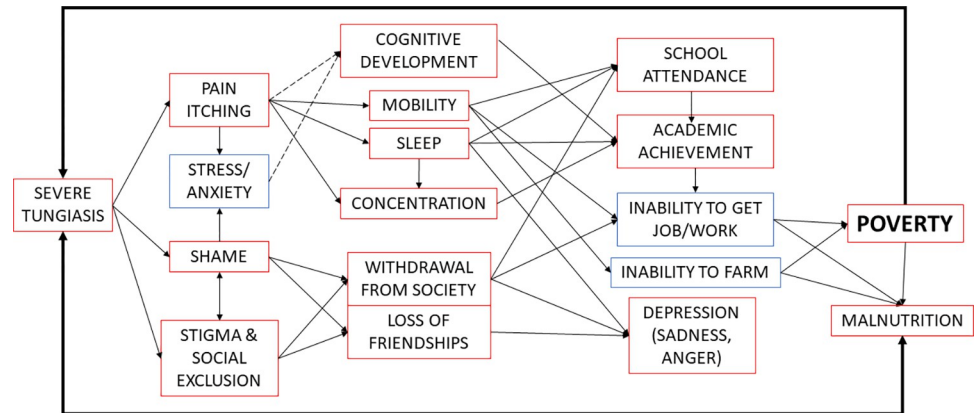 SEVERE
TUNGIASIS
PAIN
ITCHING
STRESS/
ANXIETY
SHAME
STIGMA &
SOCIAL
EXCLUSION
COGNITIVE
DEVELOPMENT
MOBILITY
SLEEP
CONCENTRATION
WITHDRAWAL
FROM SOCIETY
LOSS OF
FRIENDSHIPS
SCHOOL
ATTENDANCE
ACADEMIC
ACHIEVEMENT
INABILITY TO GET
JOB/WORK
INABILITY TO FARM
DEPRESSION
(SADNESS,
ANGER)
POVERTY
MALNUTRITION